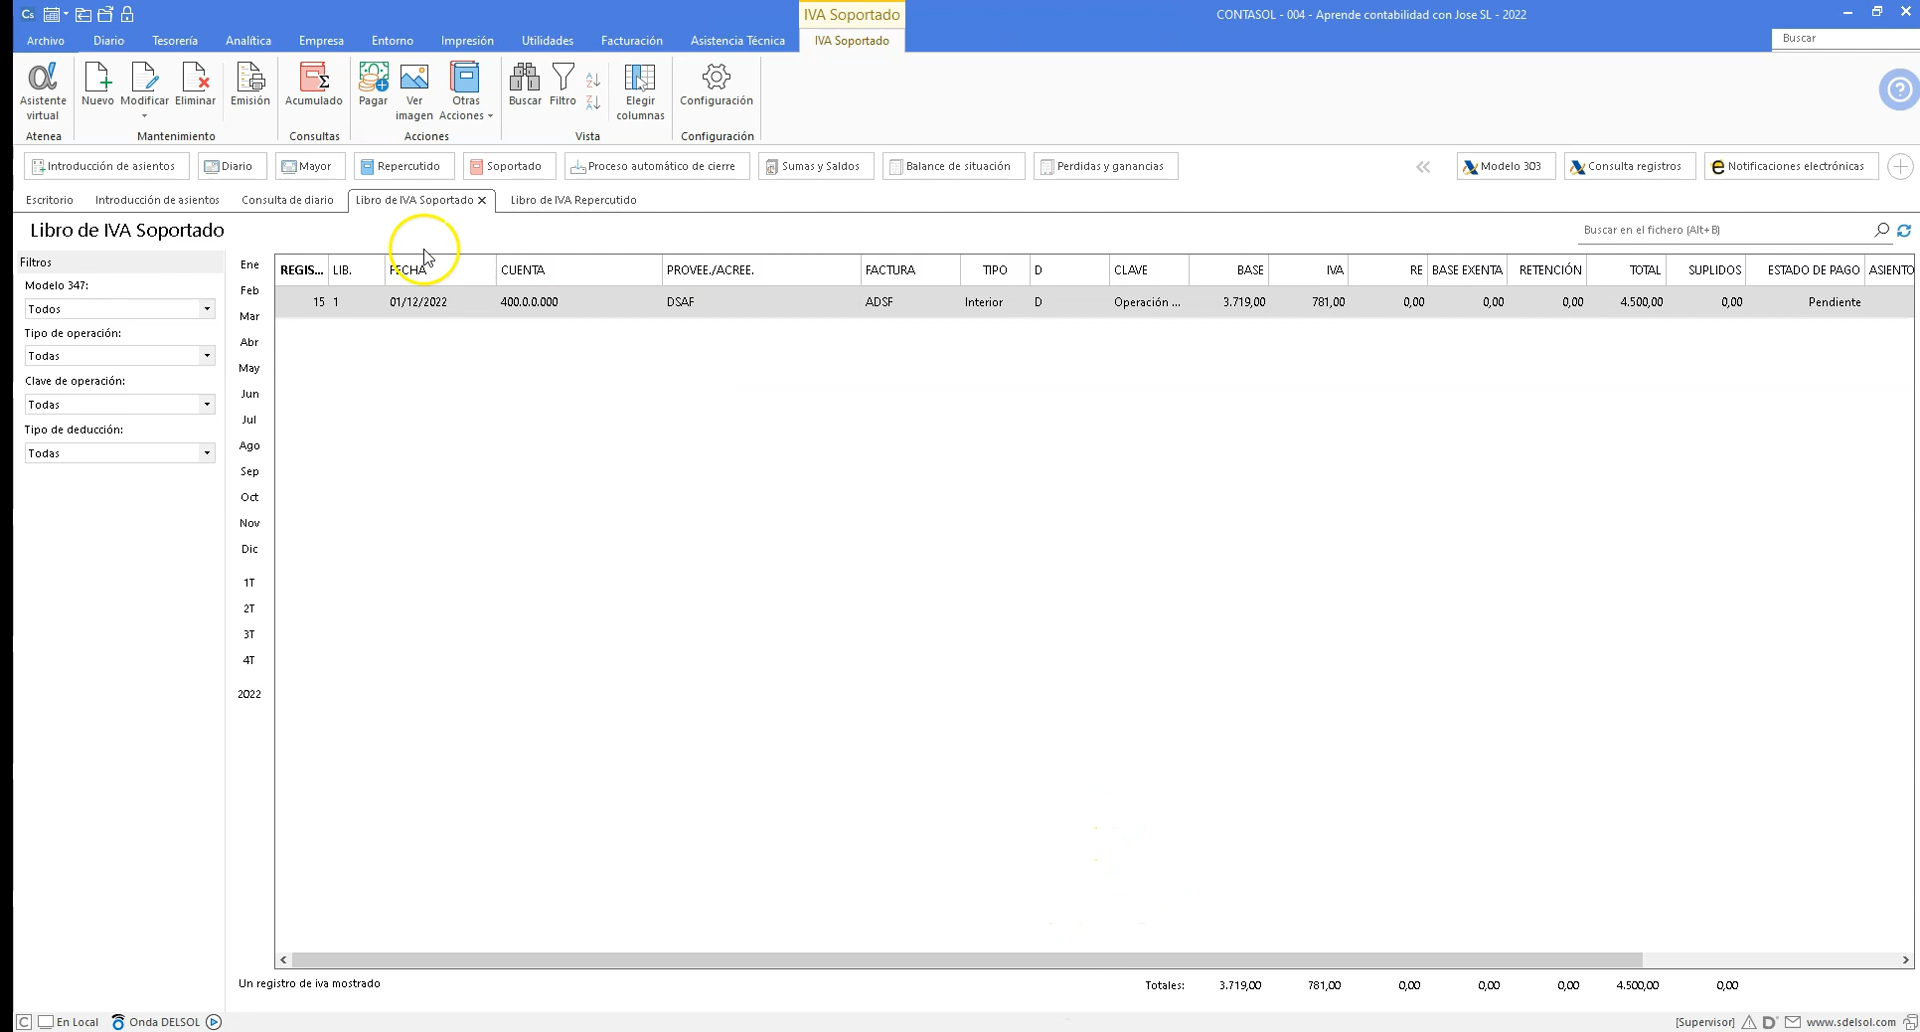 Cs
IVA Soportado
CONTASOL - 004 - Aprende contabilidad con Jose SL - 2022
Archivo Diario Tesorería Analítica Empresa Entorno Impresión Utilidades Facturación Asistencia Técnica IVA Soportado
Buscar
Asistente virtual
Nuevo
Modificar
Eliminar
Emisión
Acumulado
Pagar
Ver imagen
Otras Acciones
Buscar
Filtro
Elegir columnas
Configuración
Atenea Mantenimiento Consultas Acciones Vista Configuración
Introducción de asientos Diario Mayor Repercutido Soportado Proceso automático de cierre Sumas y Saldos Balance de situación Perdidas y ganancias Modelo 303 Consulta registros Notificaciones electrónicas
Escritorio Introducción de asientos Consulta de diario Libro de IVA Soportado Libro de IVA Repercutido
Libro de IVA Soportado
Buscar en el fichero (Alt+B)
Filtros
Modelo 347:
Todos
Tipo de operación:
Todas
Clave de operación:
Todas
Tipo de deducción:
Todas
Ene
Feb
Mar
Abr
May
Jun
Jul
Ago
Sep
Oct
Nov
Dic
1T
2T
3T
4T
2022
REGIS... LIB. FECHA CUENTA PROVEE./ACREE. FACTURA TIPO D CLAVE BASE IVA RE BASE EXENTA RETENCIÓN TOTAL SUPLIDOS ESTADO DE PAGO ASIENTO
15 1 01/12/2022 400.0.0.000 DSAF ADSF Interior D Operación ... 3.719,00 781,00 0,00 0,00 0,00 4.500,00 0,00 Pendiente
Un registro de iva mostrado
Totales: 3.719,00 781,00 0,00 0,00 0,00 4.500,00 0,00
En Local Onda DELSOL
[Supervisor] www.sdelsol.com